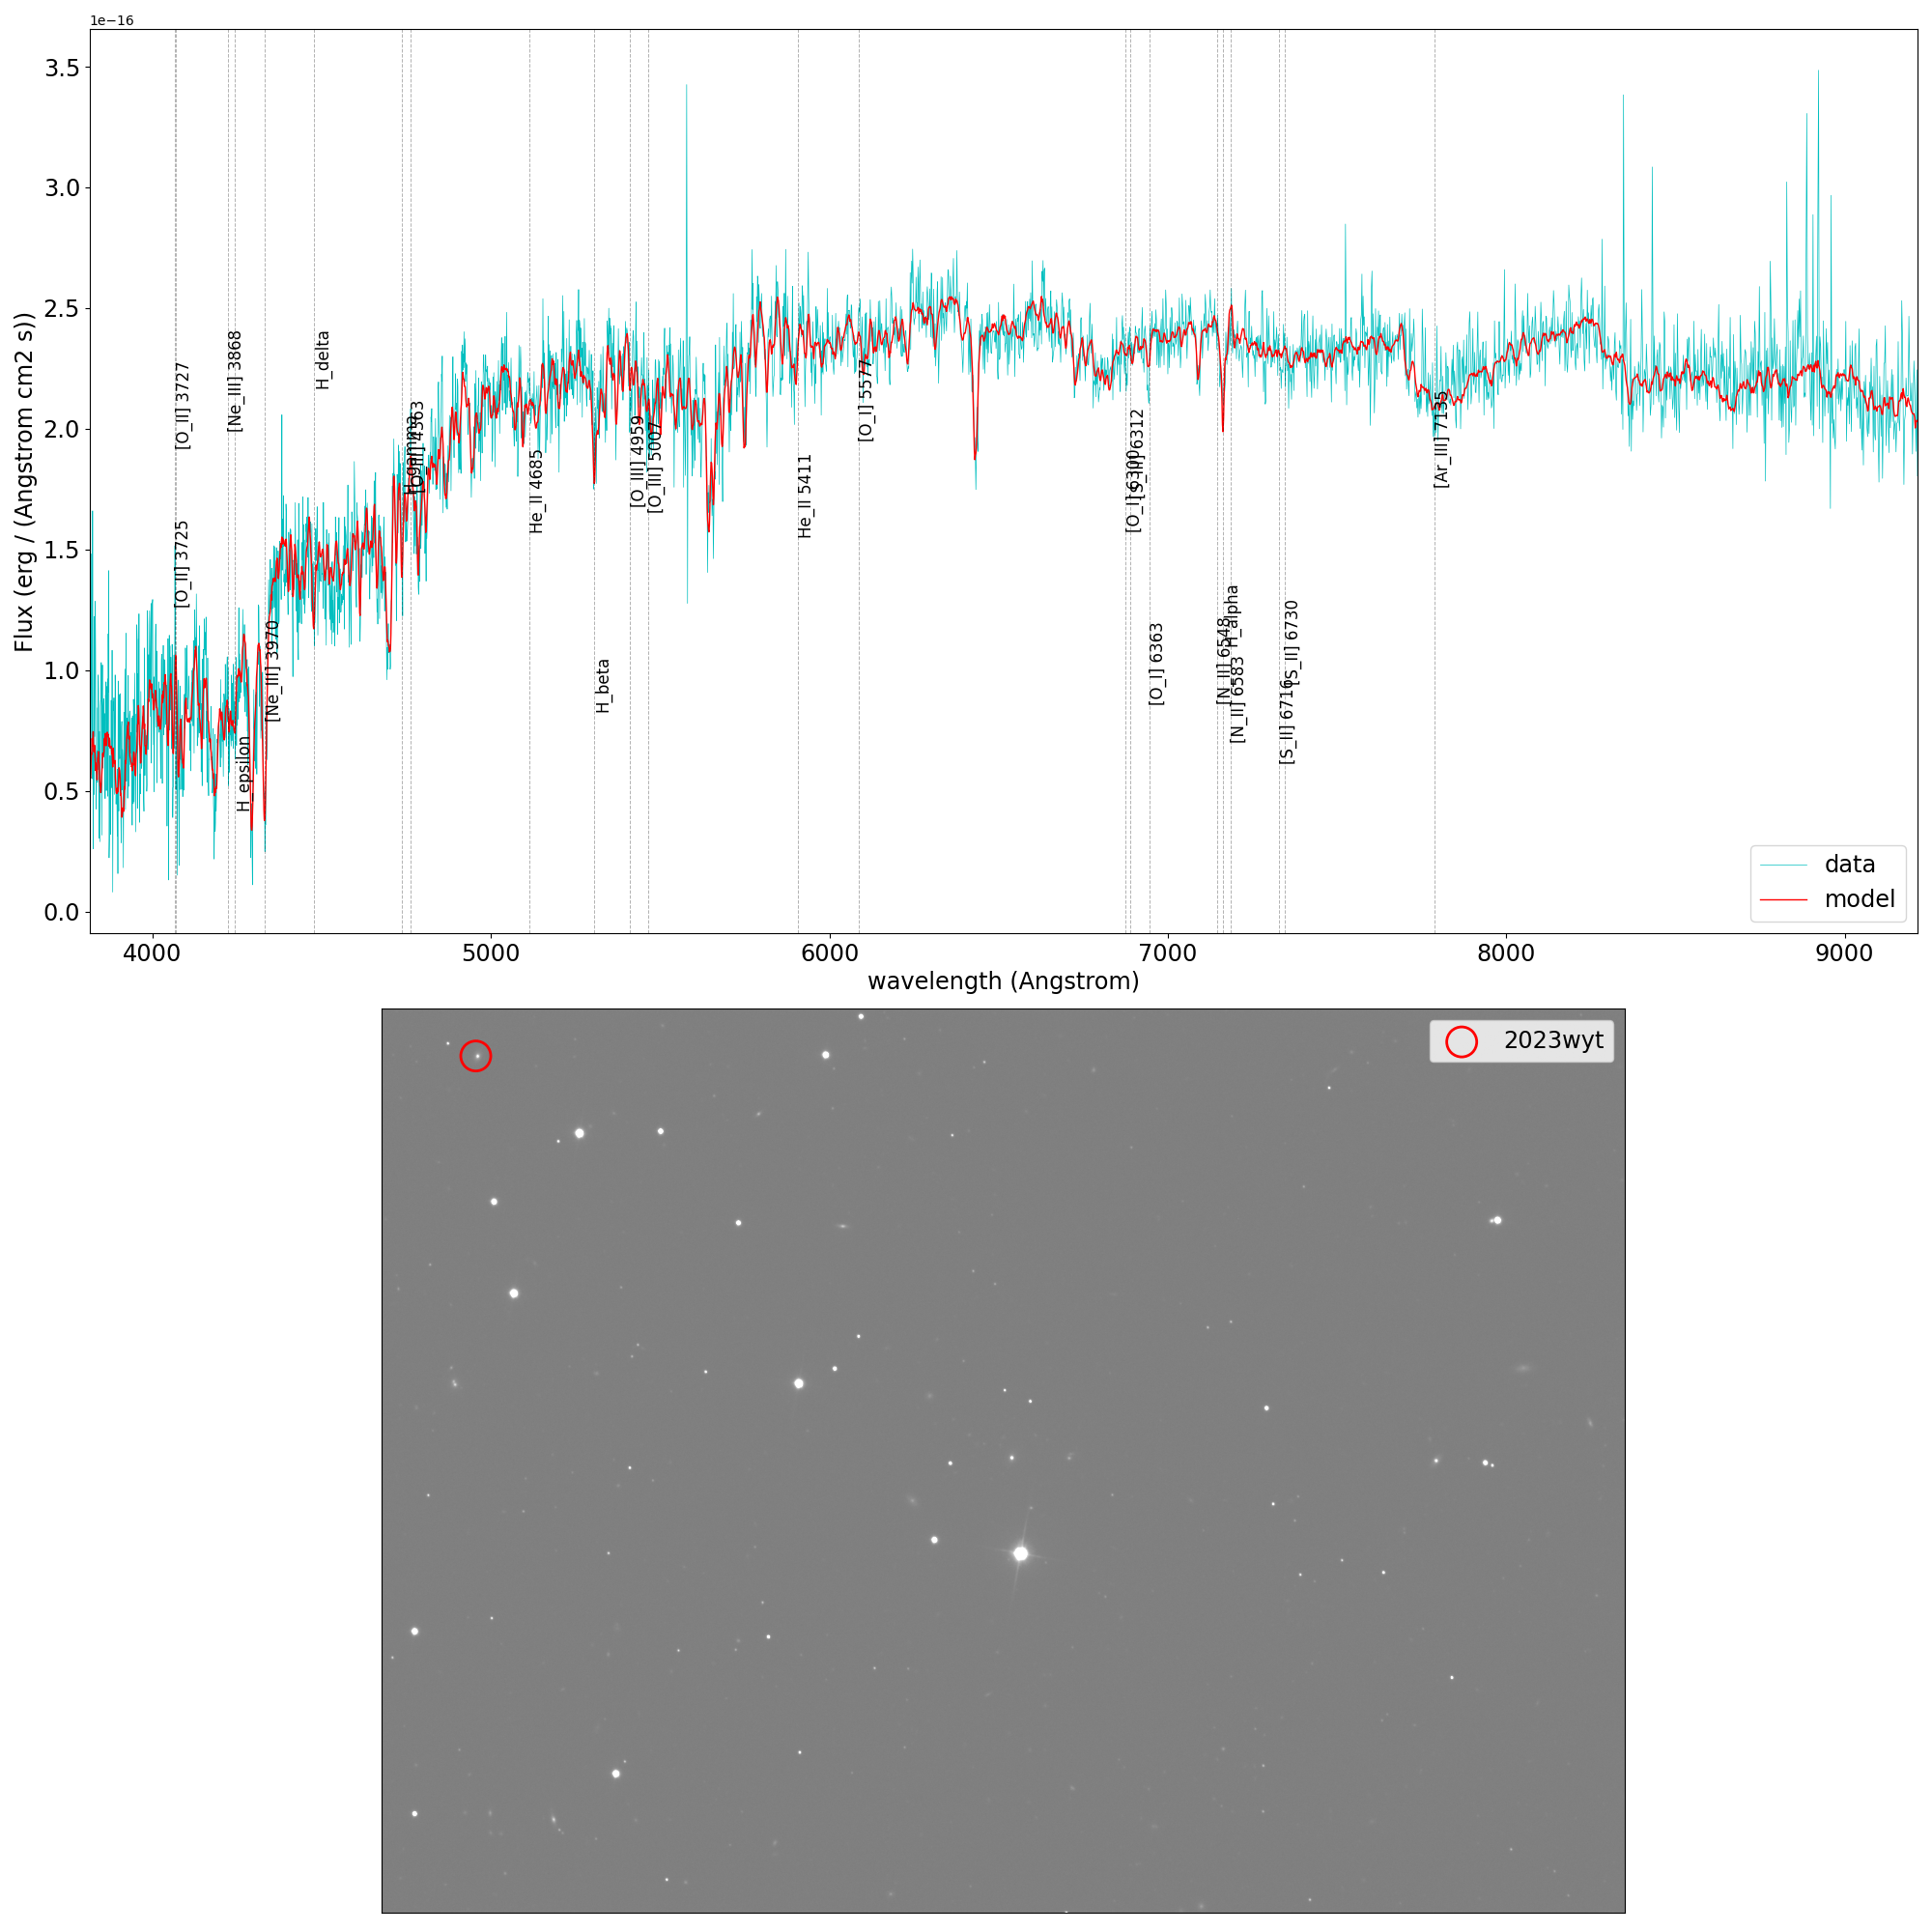 1e−16
3.5
3.0
2.5
2.0
1.5
1.0
0.5
0.0
Flux (erg / (Angstrom cm2 s))
[O_II] 3725
[O_II] 3727
[Ne_III] 3868
H_epsilon
[Ne_III] 3970
H_delta
H_gamma
[O_III] 4363
He_II 4685
H_beta
[O_III] 4959
[O_III] 5007
He_II 5411
[O_I] 5577
[O_I] 6300
[S_III] 6312
[O_I] 6363
[N_II] 6548
H_alpha
[N_II] 6583
[S_II] 6716
[S_II] 6730
[Ar_III] 7135
data
model
4000
5000
6000
7000
8000
9000
wavelength (Angstrom)
2023wyt